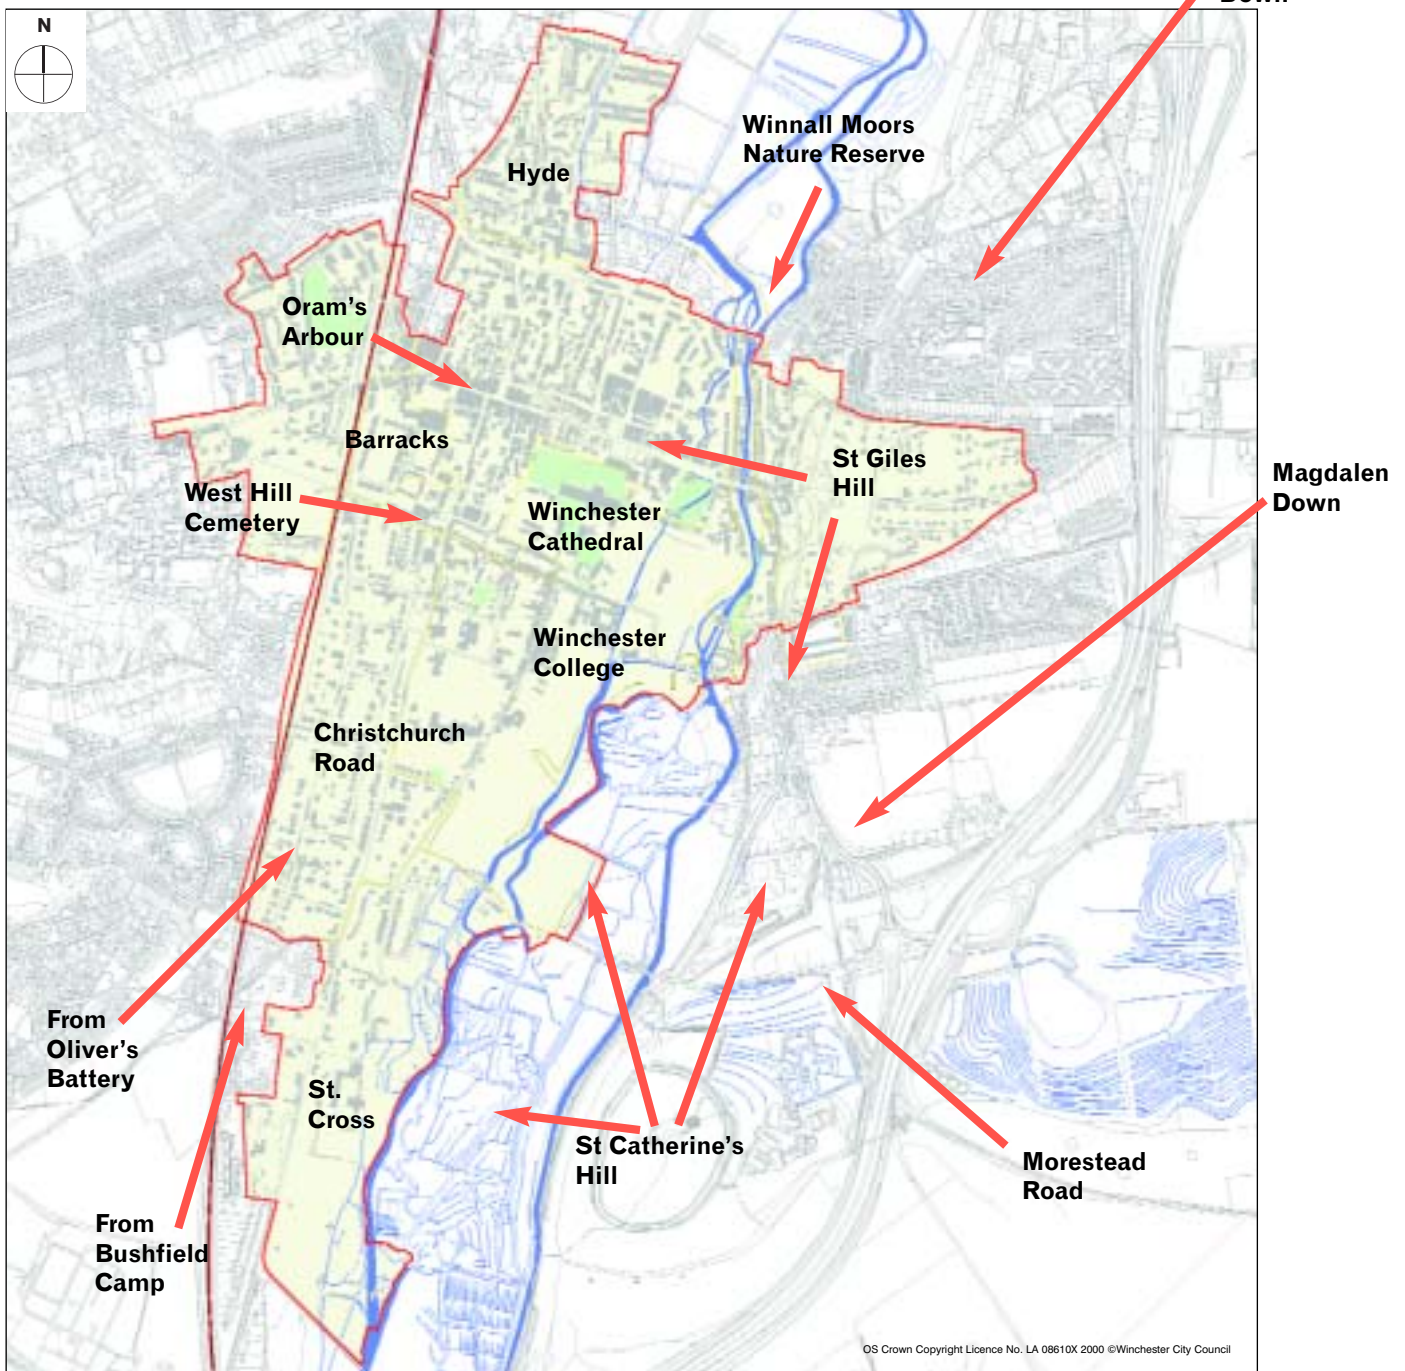 N
Winnall Moors
Nature Reserve
Hyde
Oram's
Arbour
Barracks
St Giles
Hill
Magdalen
Down
West Hill
Cemetery
Winchester
Cathedral
Winchester
College
Christchurch
Road
From
Oliver's
Battery
St.
Cross
St Catherine's
Hill
Morestead
Road
From
Bushfield
Camp
OS Crown Copyright Licence No. LA 08610X 2000 ©Winchester City Council